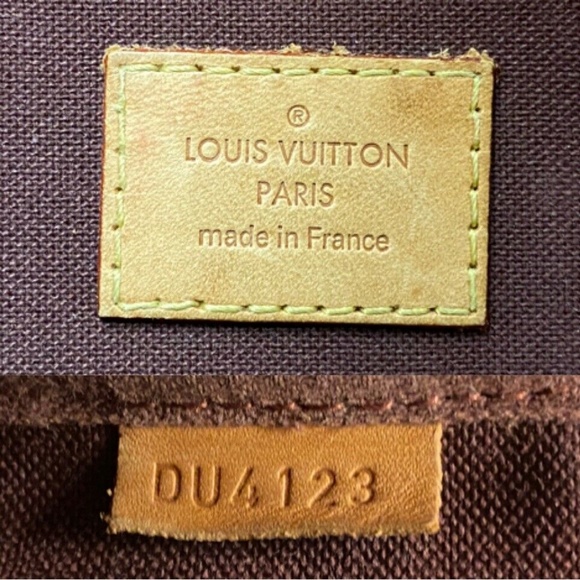 ®
LOUIS VUITTON
PARIS
made in France
DU4123